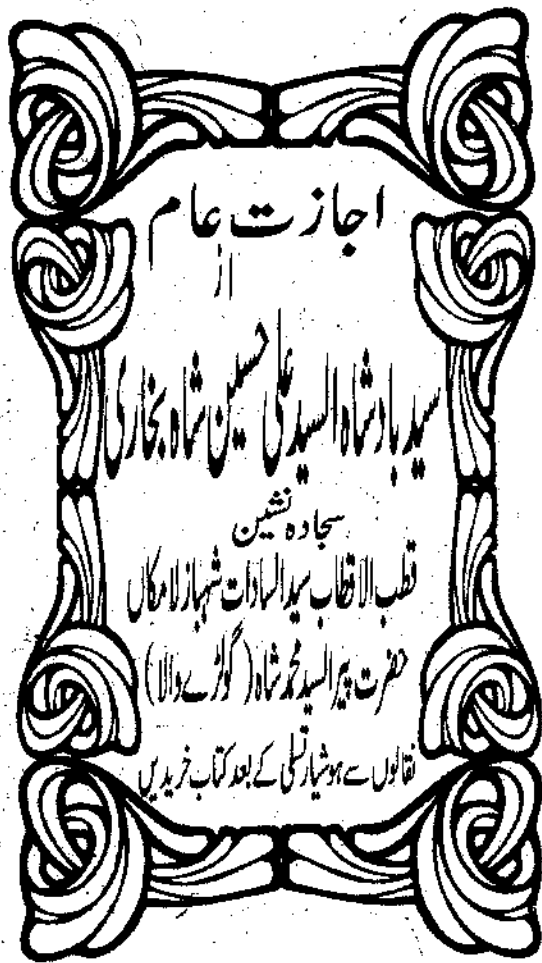 اجازت عام
از
سید بادشاہ السید علی حسین شاہ بخاری
سجادہ نشین
قطب الاقطاب سید السادات شہباز لامکاں
حضرت پیر السید محمد شاہ (گولڑے والا)
نقالوں سے ہوشیار تسلی کے بعد کتاب خریدیں